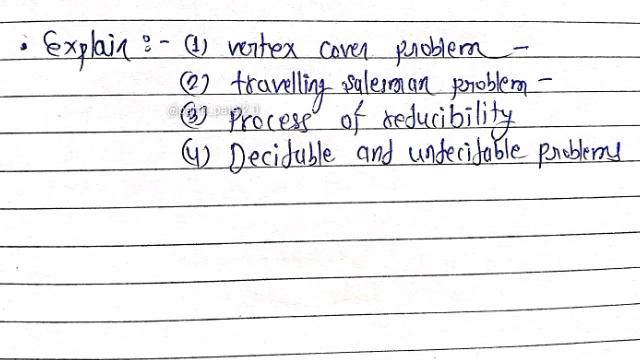 • Explain :- (1) vertex cover problem -
(2) travelling salesman problem -
(3) Process of reducibility
(4) Decidable and undecidable problems